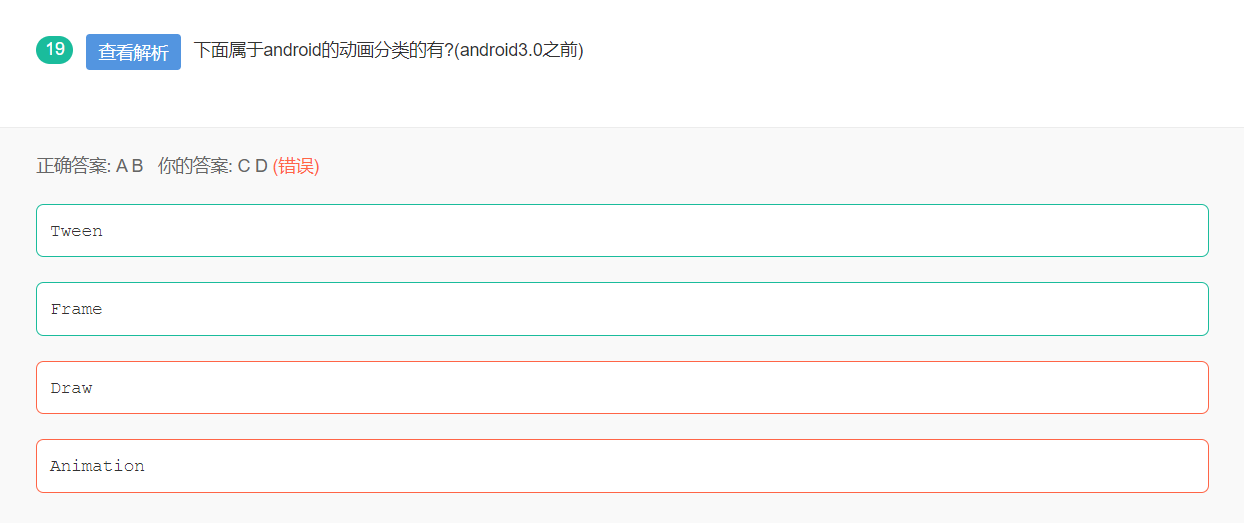 19 查看解析 下面属于android的动画分类的有?(android3.0之前)
正确答案: A B 你的答案: C D (错误)
Tween
Frame
Draw
Animation